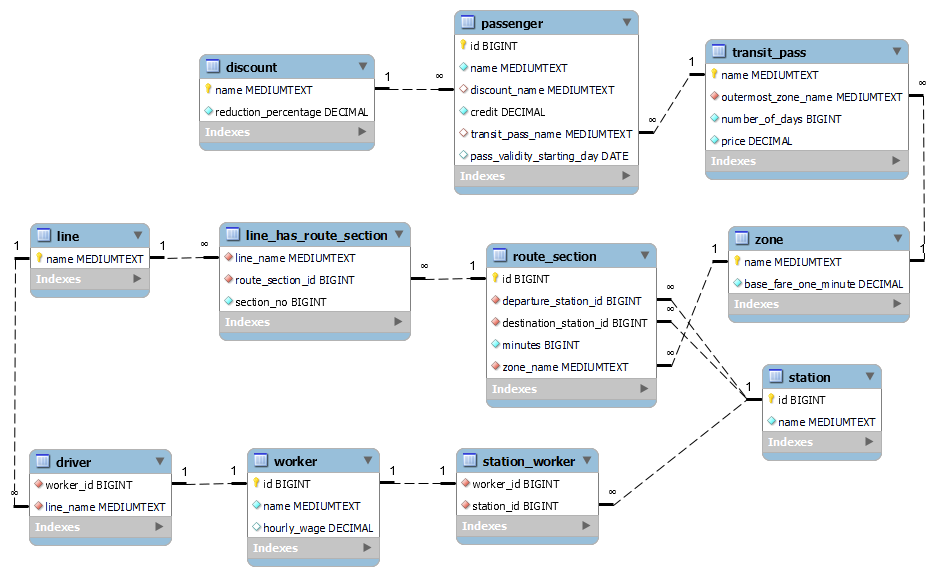 passenger
id BIGINT
name MEDIUMTEXT
discount_name MEDIUMTEXT
credit DECIMAL
transit_pass_name MEDIUMTEXT
pass_validity_starting_day DATE
Indexes
discount
name MEDIUMTEXT
reduction_percentage DECIMAL
Indexes
1
∞
transit_pass
name MEDIUMTEXT
outermost_zone_name MEDIUMTEXT
number_of_days BIGINT
price DECIMAL
Indexes
1
∞
∞
1
line
name MEDIUMTEXT
Indexes
1
1
∞
line_has_route_section
line_name MEDIUMTEXT
route_section_id BIGINT
section_no BIGINT
Indexes
∞
1
route_section
id BIGINT
departure_station_id BIGINT
destination_station_id BIGINT
minutes BIGINT
zone_name MEDIUMTEXT
Indexes
∞
∞
∞
1
zone
name MEDIUMTEXT
base_fare_one_minute DECIMAL
Indexes
station
id BIGINT
name MEDIUMTEXT
Indexes
1
driver
worker_id BIGINT
line_name MEDIUMTEXT
Indexes
∞
1
1
worker
id BIGINT
name MEDIUMTEXT
hourly_wage DECIMAL
Indexes
1
1
station_worker
worker_id BIGINT
station_id BIGINT
Indexes
∞